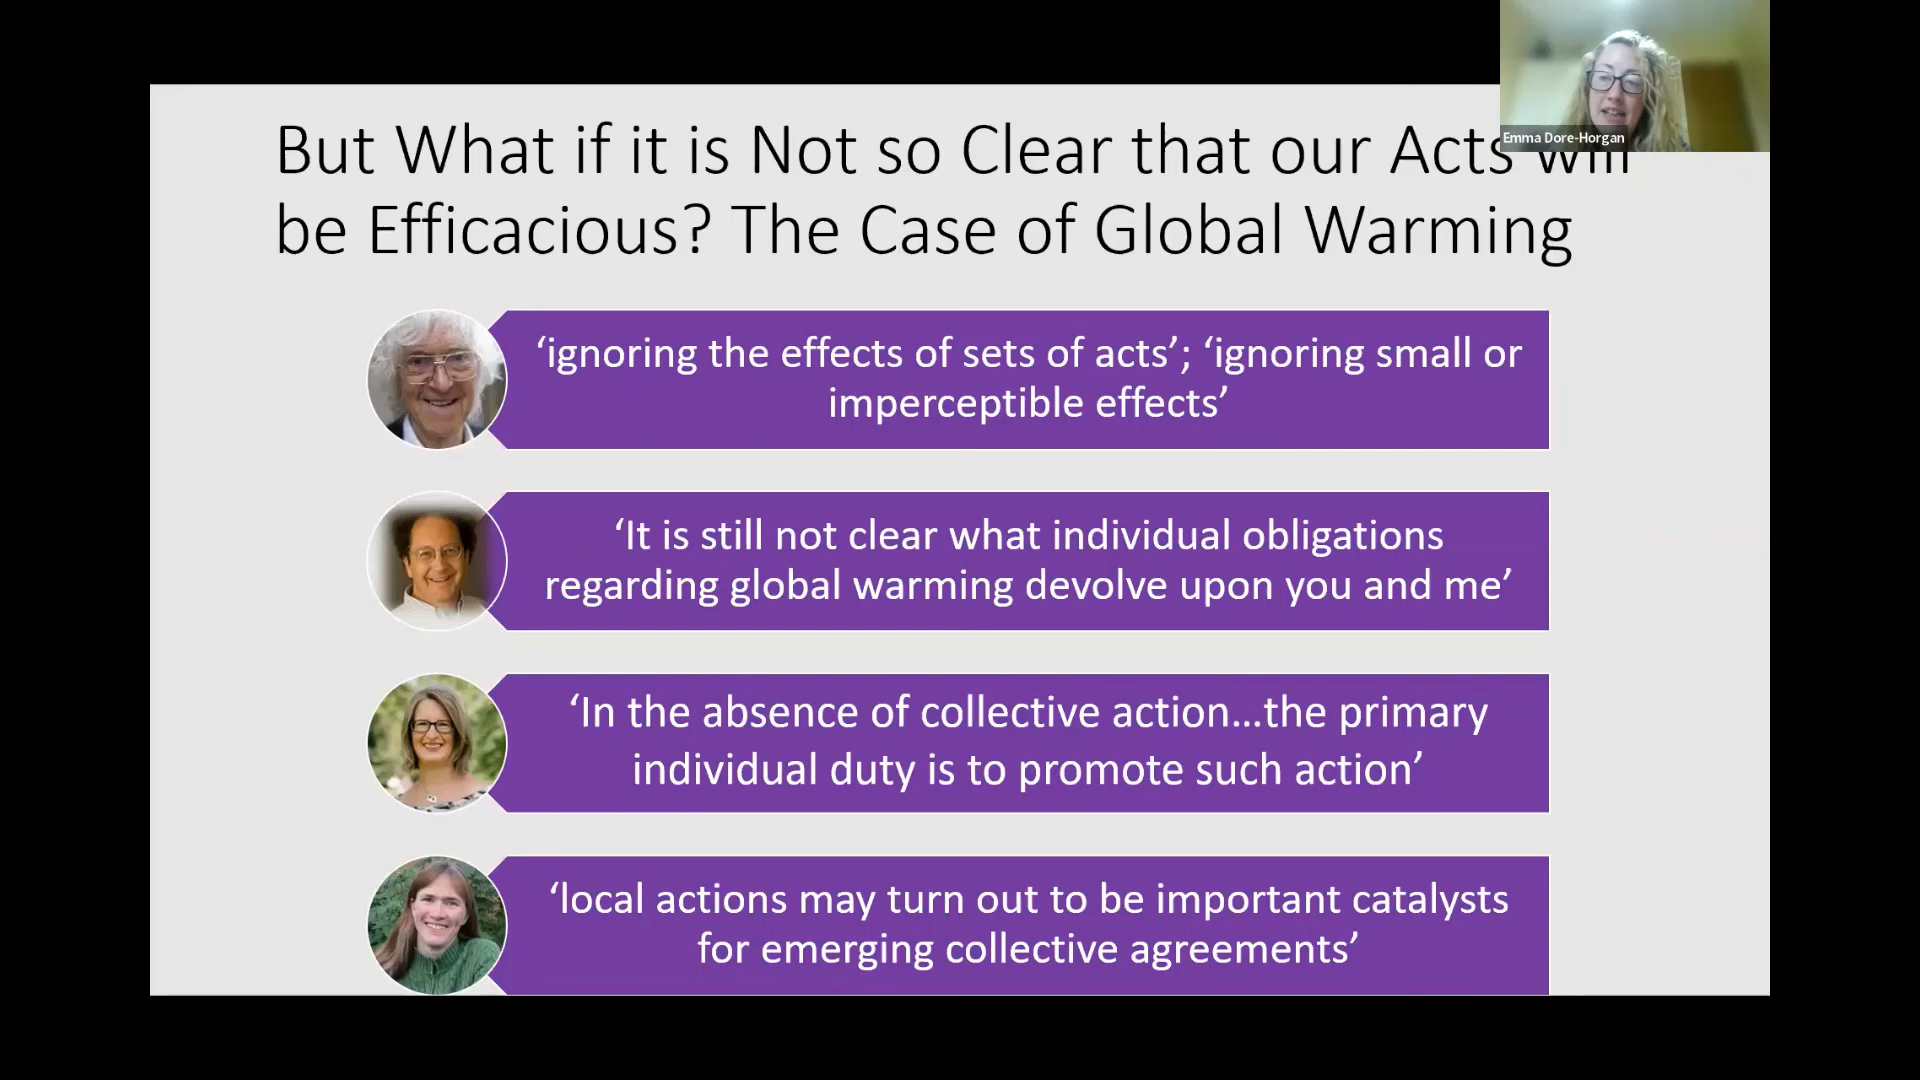 Emma Dore-Horgan
But What if it is Not so Clear that our Acts will
be Efficacious? The Case of Global Warming
‘ignoring the effects of sets of acts’; ‘ignoring small or
imperceptible effects’
‘It is still not clear what individual obligations
regarding global warming devolve upon you and me’
‘In the absence of collective action...the primary
individual duty is to promote such action’
‘local actions may turn out to be important catalysts
for emerging collective agreements’